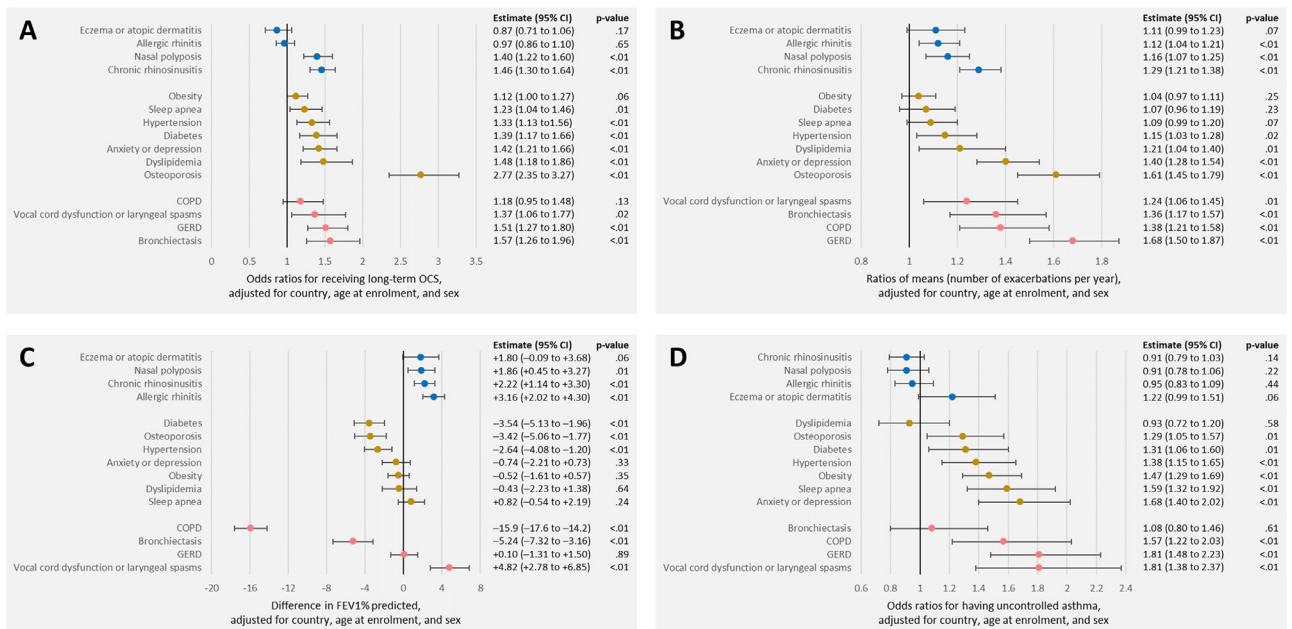 A
Estimate (95% CI) p-value
Eczema or atopic dermatitis 0.87 (0.71 to 1.06) .17
Allergic rhinitis 0.97 (0.86 to 1.10) .65
Nasal polyposis 1.40 (1.22 to 1.60) <.01
Chronic rhinosinusitis 1.46 (1.30 to 1.64) <.01
Obesity 1.12 (1.00 to 1.27) .06
Sleep apnea 1.23 (1.04 to 1.46) .01
Hypertension 1.33 (1.13 to1.56) <.01
Diabetes 1.39 (1.17 to 1.66) <.01
Anxiety or depression 1.42 (1.21 to 1.66) <.01
Dyslipidemia 1.48 (1.18 to 1.86) <.01
Osteoporosis 2.77 (2.35 to 3.27) <.01
COPD 1.18 (0.95 to 1.48) .13
Vocal cord dysfunction or laryngeal spasms 1.37 (1.06 to 1.77) .02
GERD 1.51 (1.27 to 1.80) <.01
Bronchiectasis 1.57 (1.26 to 1.96) <.01
0 0.5 1 1.5 2 2.5 3 3.5
Odds ratios for receiving long-term OCS,
adjusted for country, age at enrolment, and sex
B
Estimate (95% CI) p-value
Eczema or atopic dermatitis 1.11 (0.99 to 1.23) .07
Allergic rhinitis 1.12 (1.04 to 1.21) <.01
Nasal polyposis 1.16 (1.07 to 1.25) <.01
Chronic rhinosinusitis 1.29 (1.21 to 1.38) <.01
Obesity 1.04 (0.97 to 1.11) .25
Diabetes 1.07 (0.96 to 1.19) .23
Sleep apnea 1.09 (0.99 to 1.20) .07
Hypertension 1.15 (1.03 to 1.28) .02
Dyslipidemia 1.21 (1.04 to 1.40) .01
Anxiety or depression 1.40 (1.28 to 1.54) <.01
Osteoporosis 1.61 (1.45 to 1.79) <.01
Vocal cord dysfunction or laryngeal spasms 1.24 (1.06 to 1.45) .01
Bronchiectasis 1.36 (1.17 to 1.57) <.01
COPD 1.38 (1.21 to 1.58) <.01
GERD 1.68 (1.50 to 1.87) <.01
0.8 1 1.2 1.4 1.6 1.8
Ratios of means (number of exacerbations per year),
adjusted for country, age at enrolment, and sex
C
Estimate (95% CI) p-value
Eczema or atopic dermatitis +1.80 (−0.09 to +3.68) .06
Nasal polyposis +1.86 (+0.45 to +3.27) .01
Chronic rhinosinusitis +2.22 (+1.14 to +3.30) <.01
Allergic rhinitis +3.16 (+2.02 to +4.30) <.01
Diabetes −3.54 (−5.13 to −1.96) <.01
Osteoporosis −3.42 (−5.06 to −1.77) <.01
Hypertension −2.64 (−4.08 to −1.20) <.01
Anxiety or depression −0.74 (−2.21 to +0.73) .33
Obesity −0.52 (−1.61 to +0.57) .35
Dyslipidemia −0.43 (−2.23 to +1.38) .64
Sleep apnea +0.82 (−0.54 to +2.19) .24
COPD −15.9 (−17.6 to −14.2) <.01
Bronchiectasis −5.24 (−7.32 to −3.16) <.01
GERD +0.10 (−1.31 to +1.50) .89
Vocal cord dysfunction or laryngeal spasms +4.82 (+2.78 to +6.85) <.01
-20 -16 -12 -8 -4 0 4 8
Difference in FEV1% predicted,
adjusted for country, age at enrolment, and sex
D
Estimate (95% CI) p-value
Chronic rhinosinusitis 0.91 (0.79 to 1.03) .14
Nasal polyposis 0.91 (0.78 to 1.06) .22
Allergic rhinitis 0.95 (0.83 to 1.09) .44
Eczema or atopic dermatitis 1.22 (0.99 to 1.51) .06
Dyslipidemia 0.93 (0.72 to 1.20) .58
Osteoporosis 1.29 (1.05 to 1.57) .01
Diabetes 1.31 (1.06 to 1.60) .01
Hypertension 1.38 (1.15 to 1.65) <.01
Obesity 1.47 (1.29 to 1.69) <.01
Sleep apnea 1.59 (1.32 to 1.92) <.01
Anxiety or depression 1.68 (1.40 to 2.02) <.01
Bronchiectasis 1.08 (0.80 to 1.46) .61
COPD 1.57 (1.22 to 2.03) <.01
GERD 1.81 (1.48 to 2.23) <.01
Vocal cord dysfunction or laryngeal spasms 1.81 (1.38 to 2.37) <.01
0.6 0.8 1 1.2 1.4 1.6 1.8 2 2.2 2.4
Odds ratios for having uncontrolled asthma,
adjusted for country, age at enrolment, and sex